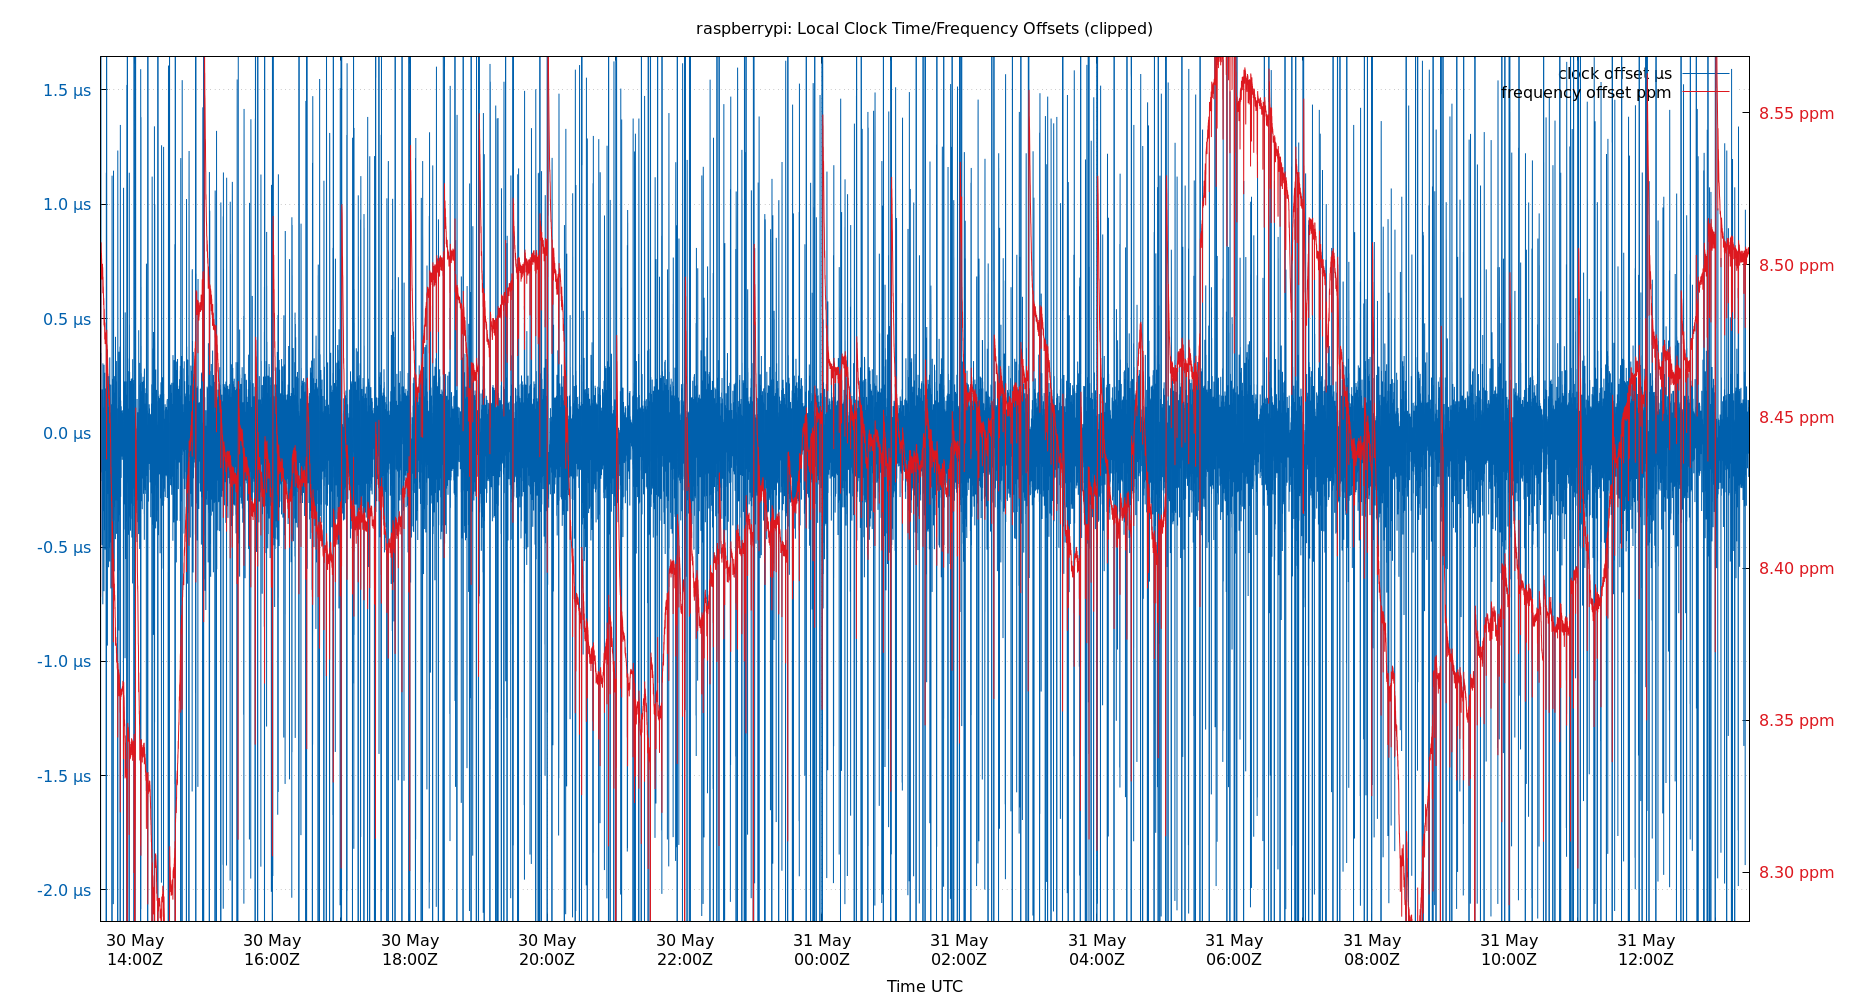 raspberrypi: Local Clock Time/Frequency Offsets (clipped)
clock offset µs
frequency offset ppm
1.5 µs
1.0 µs
0.5 µs
0.0 µs
-0.5 µs
-1.0 µs
-1.5 µs
-2.0 µs
8.55 ppm
8.50 ppm
8.45 ppm
8.40 ppm
8.35 ppm
8.30 ppm
30 May 30 May 30 May 30 May 30 May 31 May 31 May 31 May 31 May 31 May 31 May 31 May
14:00Z 16:00Z 18:00Z 20:00Z 22:00Z 00:00Z 02:00Z 04:00Z 06:00Z 08:00Z 10:00Z 12:00Z
Time UTC